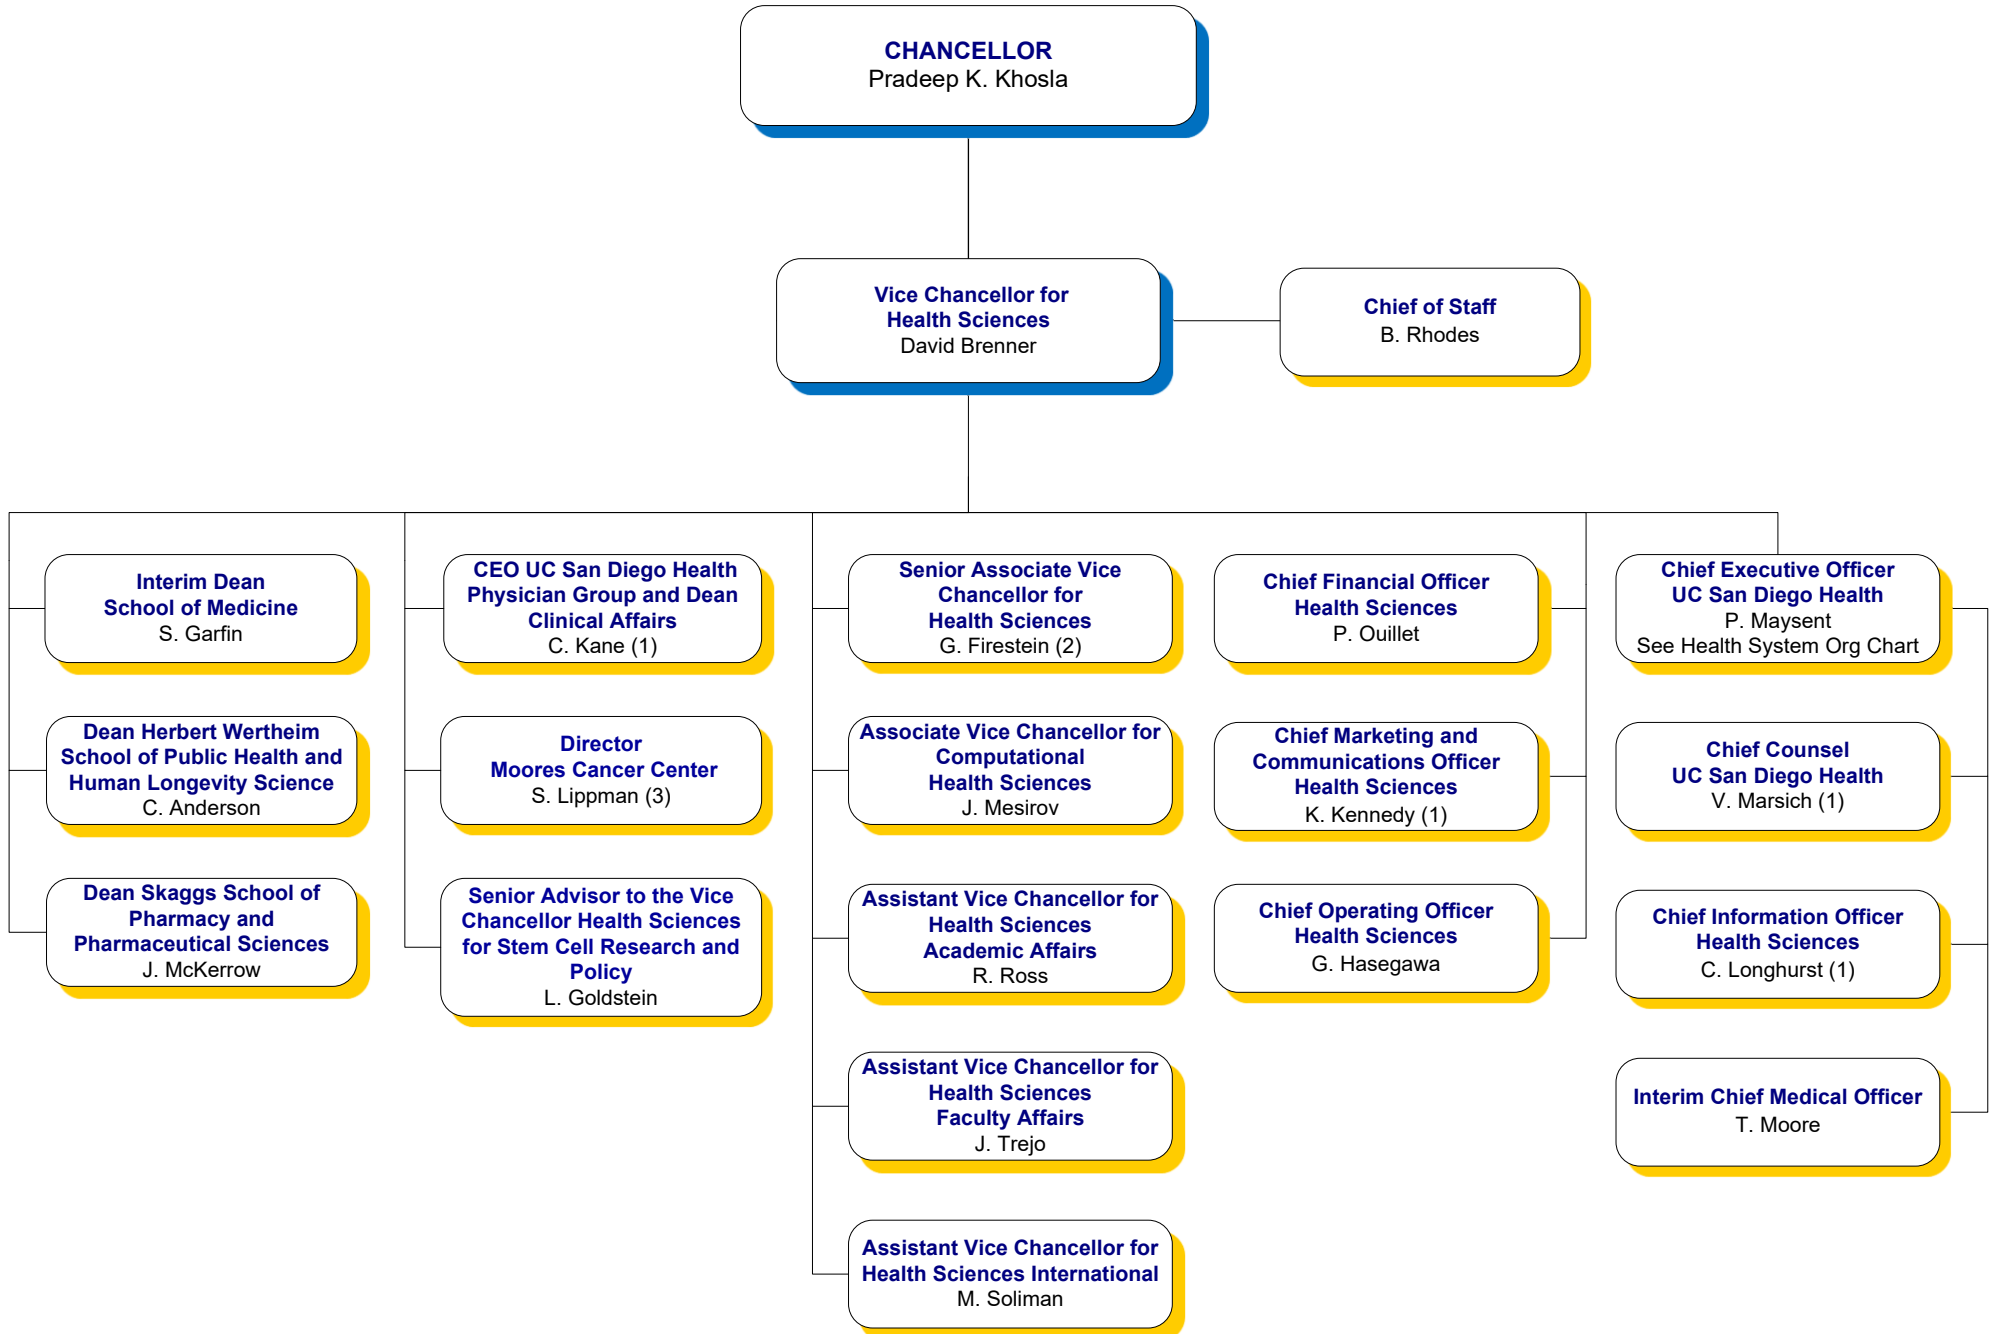 CHANCELLOR
Pradeep K. Khosla
Vice Chancellor for
Health Sciences
David Brenner
Chief of Staff
B. Rhodes
Interim Dean
School of Medicine
S. Garfin
Dean Herbert Wertheim
School of Public Health and
Human Longevity Science
C. Anderson
Dean Skaggs School of
Pharmacy and
Pharmaceutical Sciences
J. McKerrow
CEO UC San Diego Health
Physician Group and Dean
Clinical Affairs
C. Kane (1)
Director
Moores Cancer Center
S. Lippman (3)
Senior Advisor to the Vice
Chancellor Health Sciences
for Stem Cell Research and
Policy
L. Goldstein
Senior Associate Vice
Chancellor for
Health Sciences
G. Firestein (2)
Associate Vice Chancellor for
Computational
Health Sciences
J. Mesirov
Assistant Vice Chancellor for
Health Sciences
Academic Affairs
R. Ross
Assistant Vice Chancellor for
Health Sciences
Faculty Affairs
J. Trejo
Assistant Vice Chancellor for
Health Sciences International
M. Soliman
Chief Financial Officer
Health Sciences
P. Ouillet
Chief Marketing and
Communications Officer
Health Sciences
K. Kennedy (1)
Chief Operating Officer
Health Sciences
G. Hasegawa
Chief Executive Officer
UC San Diego Health
P. Maysent
See Health System Org Chart
Chief Counsel
UC San Diego Health
V. Marsich (1)
Chief Information Officer
Health Sciences
C. Longhurst (1)
Interim Chief Medical Officer
T. Moore